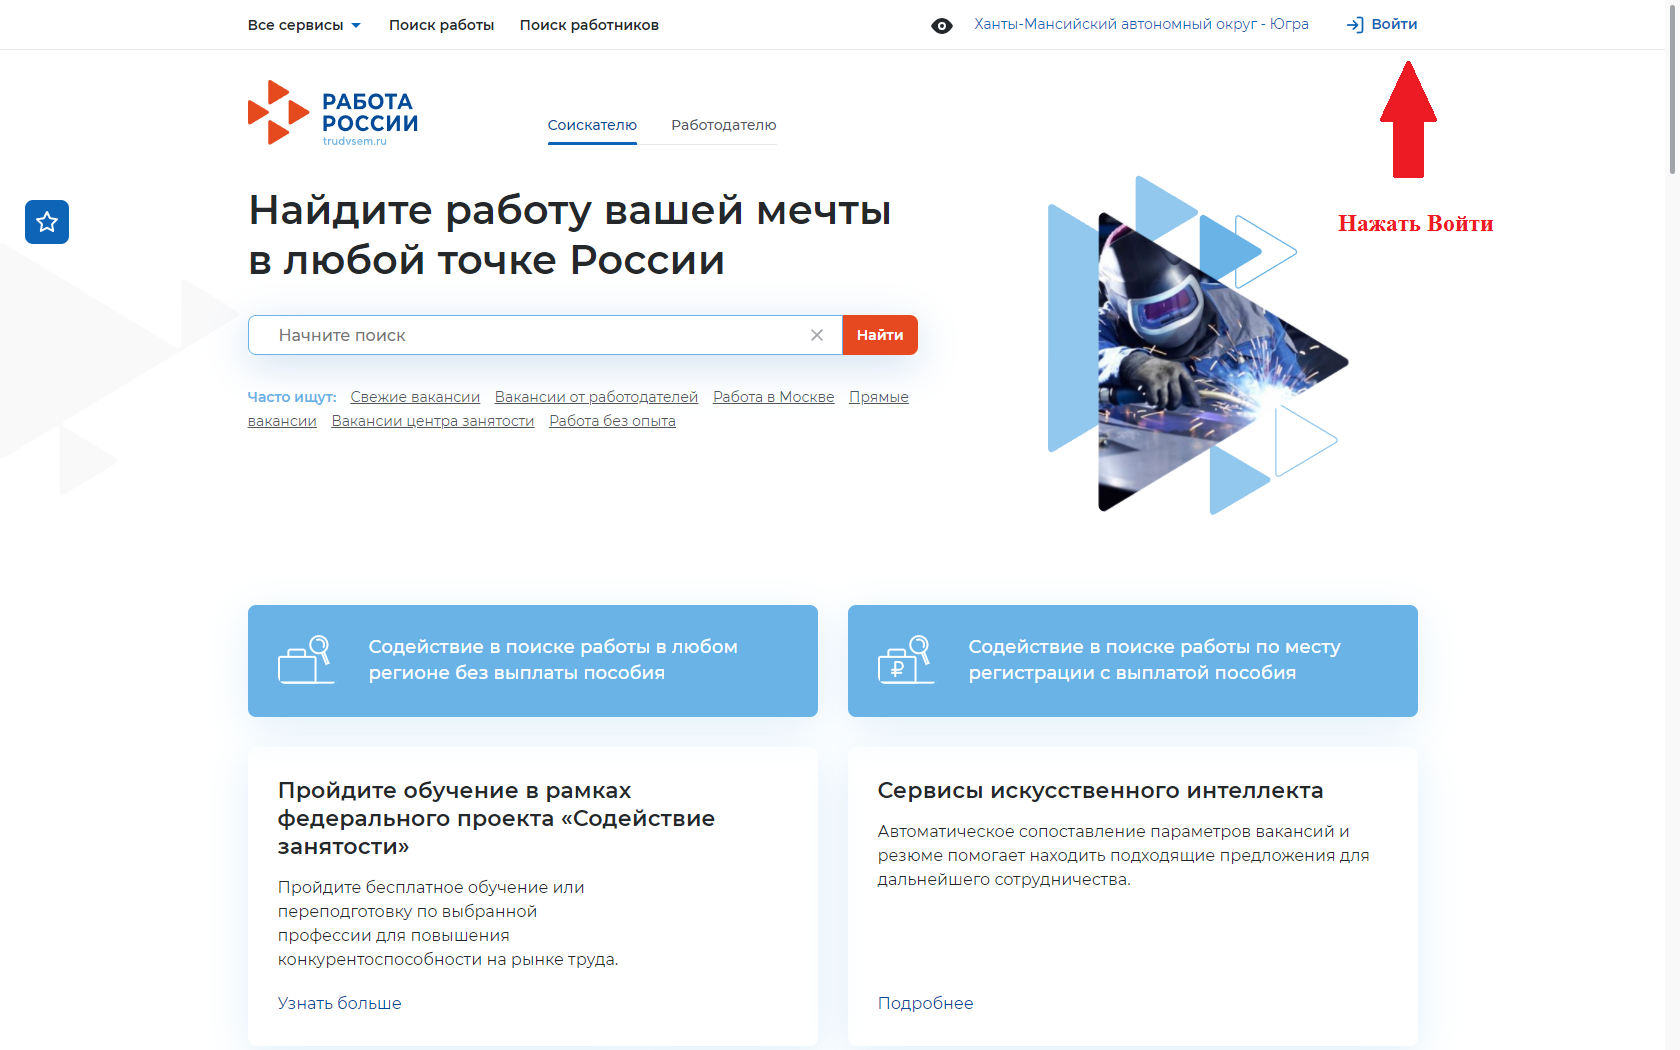 Все сервисы Поиск работы Поиск работников Ханты-Мансийский автономный округ - Югра Войти
РАБОТА
РОССИИ
trudvsem.ru
Соискателю Работодателю
Нажать Войти
Найдите работу вашей мечты
в любой точке России
Начните поиск Найти
Часто ищут: Свежие вакансии Вакансии от работодателей Работа в Москве Прямые
вакансии Вакансии центра занятости Работа без опыта
Содействие в поиске работы в любом
регионе без выплаты пособия
Содействие в поиске работы по месту
регистрации с выплатой пособия
Пройдите обучение в рамках
федерального проекта «Содействие
занятости»
Пройдите бесплатное обучение или
переподготовку по выбранной
профессии для повышения
конкурентоспособности на рынке труда.
Узнать больше
Сервисы искусственного интеллекта
Автоматическое сопоставление параметров вакансий и
резюме помогает находить подходящие предложения для
дальнейшего сотрудничества.
Подробнее